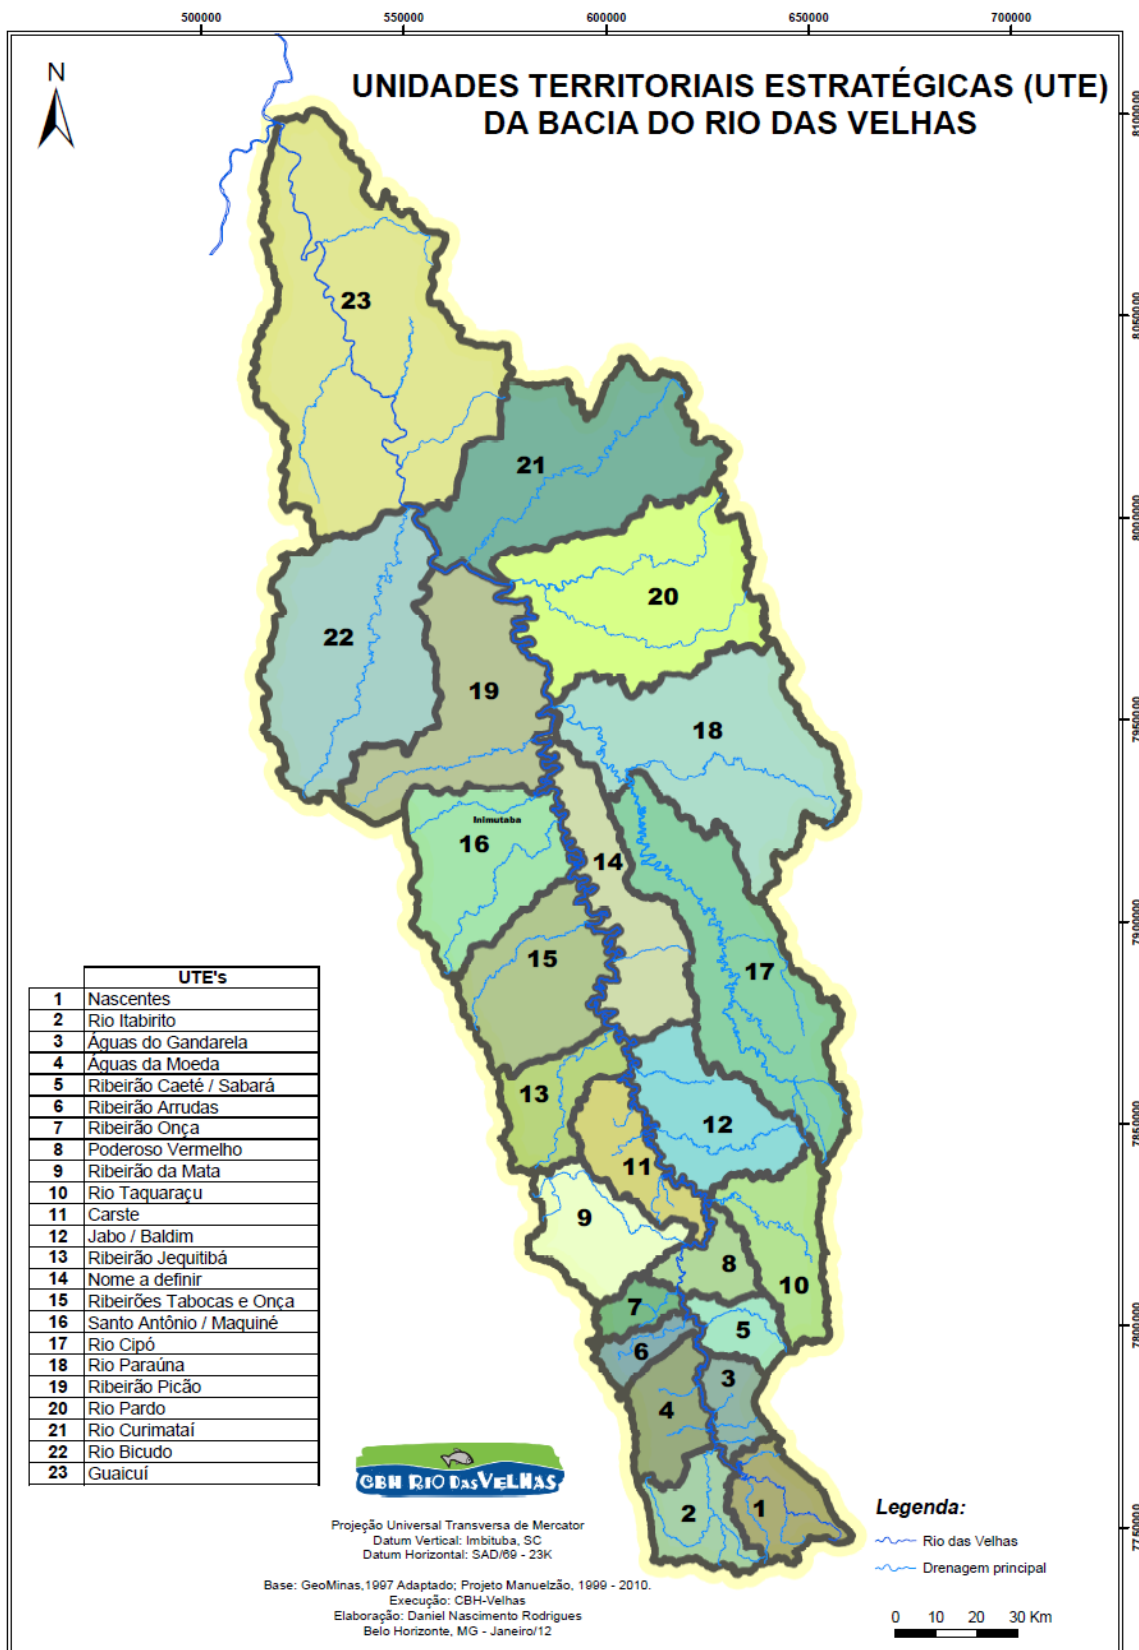 500000 550000 600000 650000 700000
N
UNIDADES TERRITORIAIS ESTRATÉGICAS (UTE)
DA BACIA DO RIO DAS VELHAS
8100000
8050000
8000000
7950000
7900000
7850000
7800000
7750000
23
21
20
22
19
18
Inimutaba
16
14
15
17
13
12
11
9
8
10
7
5
6
3
4
2
1
UTE's
1 Nascentes
2 Rio Itabirito
3 Águas do Gandarela
4 Águas da Moeda
5 Ribeirão Caeté / Sabará
6 Ribeirão Arrudas
7 Ribeirão Onça
8 Poderoso Vermelho
9 Ribeirão da Mata
10 Rio Taquaraçu
11 Carste
12 Jabo / Baldim
13 Ribeirão Jequitibá
14 Nome a definir
15 Ribeirões Tabocas e Onça
16 Santo Antônio / Maquiné
17 Rio Cipó
18 Rio Paraúna
19 Ribeirão Picão
20 Rio Pardo
21 Rio Curimataí
22 Rio Bicudo
23 Guaicuí
CBH RIO DAS VELHAS
Projeção Universal Transversa de Mercator
Datum Vertical: Imbituba, SC
Datum Horizontal: SAD/69 - 23K
Base: GeoMinas,1997 Adaptado; Projeto Manuelzão, 1999 - 2010.
Execução: CBH-Velhas
Elaboração: Daniel Nascimento Rodrigues
Belo Horizonte, MG - Janeiro/12
Legenda:
Rio das Velhas
Drenagem principal
0 10 20 30 Km